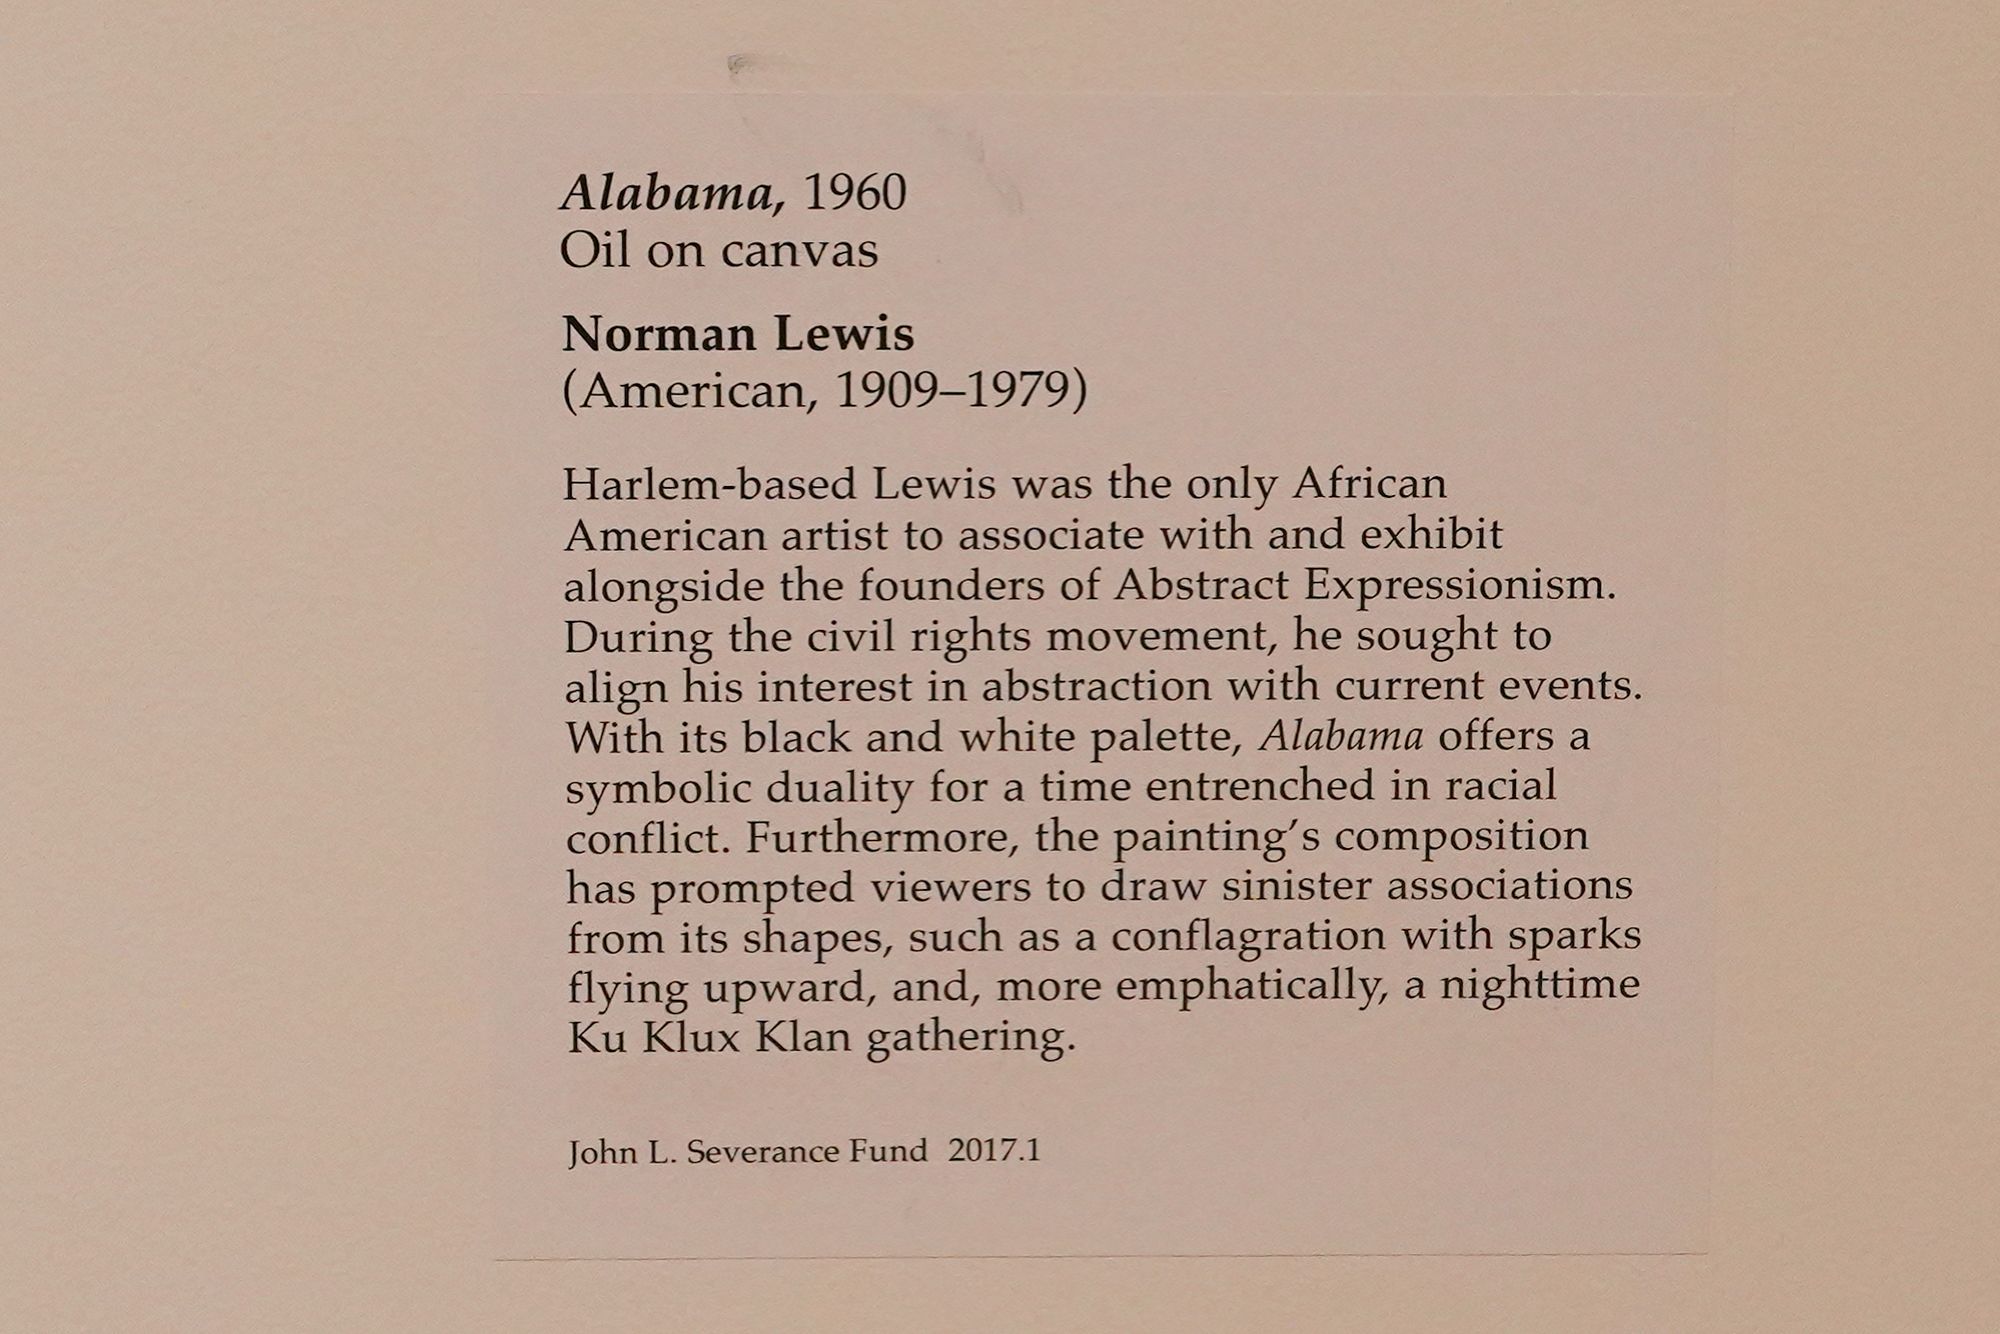 Alabama, 1960
Oil on canvas
Norman Lewis
(American, 1909–1979)
Harlem-based Lewis was the only African
American artist to associate with and exhibit
alongside the founders of Abstract Expressionism.
During the civil rights movement, he sought to
align his interest in abstraction with current events.
With its black and white palette, Alabama offers a
symbolic duality for a time entrenched in racial
conflict. Furthermore, the painting’s composition
has prompted viewers to draw sinister associations
from its shapes, such as a conflagration with sparks
flying upward, and, more emphatically, a nighttime
Ku Klux Klan gathering.
John L. Severance Fund 2017.1